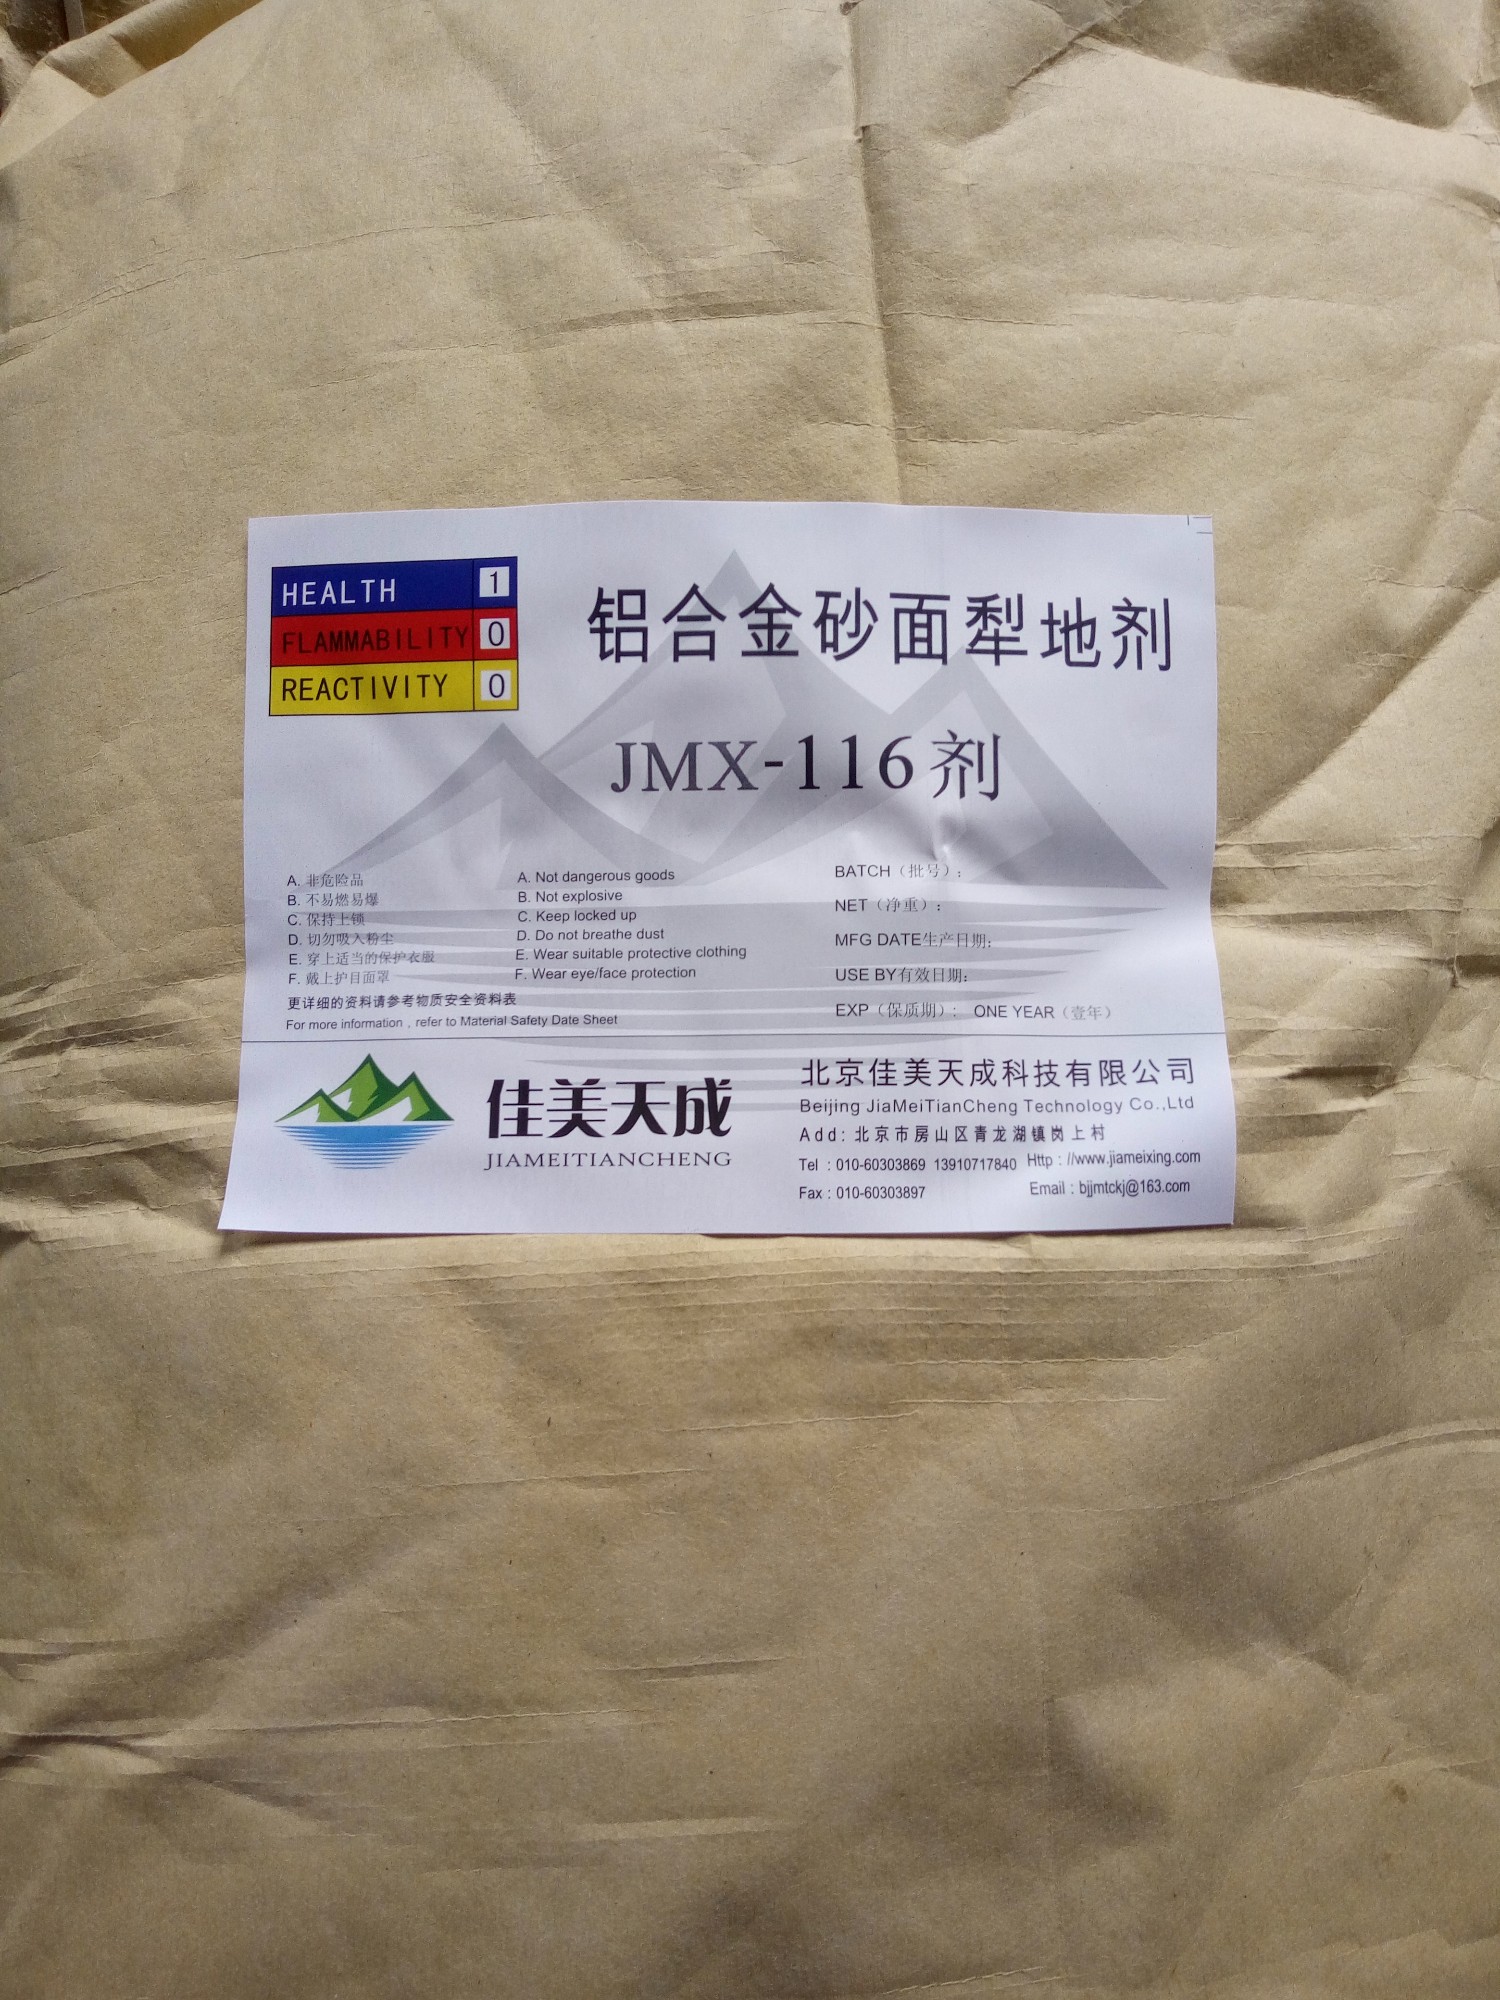 HEALTH 1
FLAMMABILITY 0
REACTIVITY 0
铝合金砂面犁地剂
JMX-116剂
A. 非危险品
B. 不易燃易爆
C. 保持上锁
D. 切勿吸入粉尘
E. 穿上适当的保护衣服
F. 戴上护目面罩
更详细的资料请参考物质安全资料表
For more information , refer to Material Safety Date Sheet
A. Not dangerous goods
B. Not explosive
C. Keep locked up
D. Do not breathe dust
E. Wear suitable protective clothing
F. Wear eye/face protection
BATCH（批号）:
NET（净重）:
MFG DATE生产日期:
USE BY有效日期:
EXP（保质期）: ONE YEAR（壹年）
佳美天成
JIAMEITIANCHENG
北京佳美天成科技有限公司
Beijing JiaMeiTianCheng Technology Co.,Ltd
Add: 北京市房山区青龙湖镇岗上村
Tel : 010-60303869 13910717840 Http : //www.jiameixing.com
Fax : 010-60303897 Email : bjjmtckj@163.com